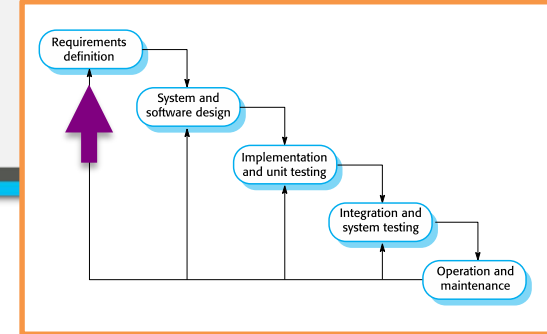 Requirements
definition
System and
software design
Implementation
and unit testing
Integration and
system testing
Operation and
maintenance